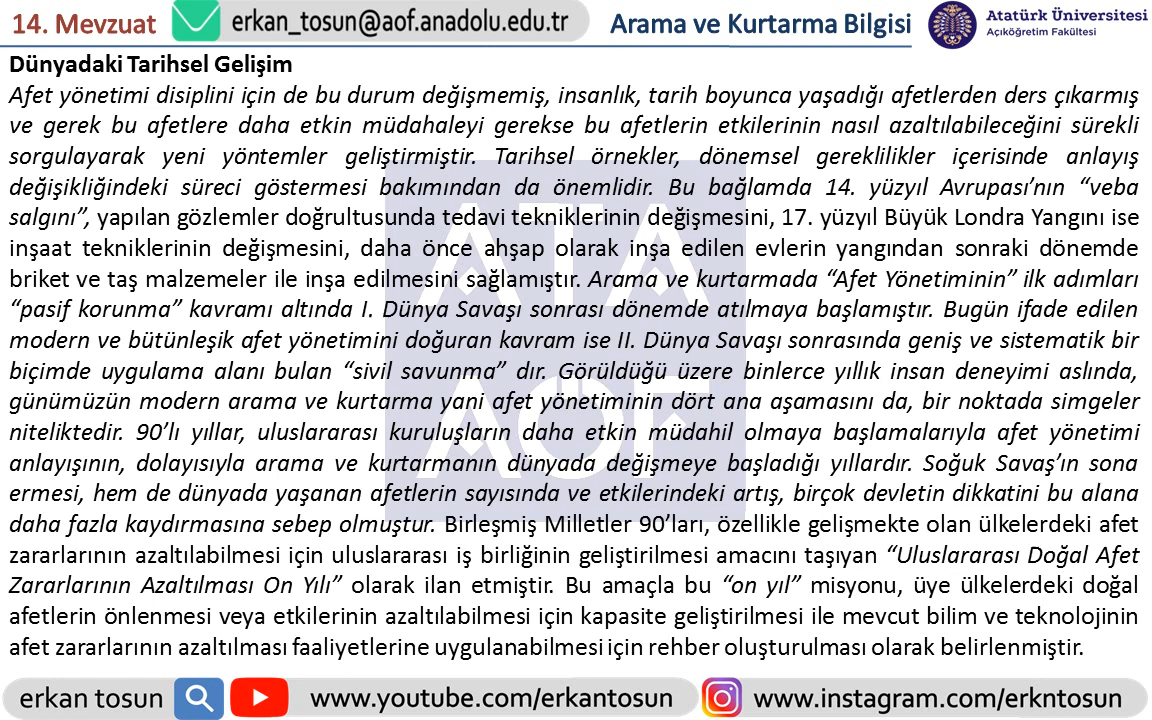 14. Mevzuat
erkan_tosun@aof.anadolu.edu.tr
Arama ve Kurtarma Bilgisi
Atatürk Üniversitesi
Açıköğretim Fakültesi
Dünyadaki Tarihsel Gelişim
Afet yönetimi disiplini için de bu durum değişmemiş, insanlık, tarih boyunca yaşadığı afetlerden ders çıkarmış
ve gerek bu afetlere daha etkin müdahaleyi gerekse bu afetlerin etkilerinin nasıl azaltılabileceğini sürekli
sorgulayarak yeni yöntemler geliştirmiştir. Tarihsel örnekler, dönemsel gereklilikler içerisinde anlayış
değişikliğindeki süreci göstermesi bakımından da önemlidir. Bu bağlamda 14. yüzyıl Avrupası’nın “veba
salgını”, yapılan gözlemler doğrultusunda tedavi tekniklerinin değişmesini, 17. yüzyıl Büyük Londra Yangını ise
inşaat tekniklerinin değişmesini, daha önce ahşap olarak inşa edilen evlerin yangından sonraki dönemde
briket ve taş malzemeler ile inşa edilmesini sağlamıştır. Arama ve kurtarmada “Afet Yönetiminin” ilk adımları
“pasif korunma” kavramı altında I. Dünya Savaşı sonrası dönemde atılmaya başlamıştır. Bugün ifade edilen
modern ve bütünleşik afet yönetimini doğuran kavram ise II. Dünya Savaşı sonrasında geniş ve sistematik bir
biçimde uygulama alanı bulan “sivil savunma” dır. Görüldüğü üzere binlerce yıllık insan deneyimi aslında,
günümüzün modern arama ve kurtarma yani afet yönetiminin dört ana aşamasını da, bir noktada simgeler
niteliktedir. 90’lı yıllar, uluslararası kuruluşların daha etkin müdahil olmaya başlamalarıyla afet yönetimi
anlayışının, dolayısıyla arama ve kurtarmanın dünyada değişmeye başladığı yıllardır. Soğuk Savaş’ın sona
ermesi, hem de dünyada yaşanan afetlerin sayısında ve etkilerindeki artış, birçok devletin dikkatini bu alana
daha fazla kaydırmasına sebep olmuştur. Birleşmiş Milletler 90’ları, özellikle gelişmekte olan ülkelerdeki afet
zararlarının azaltılabilmesi için uluslararası iş birliğinin geliştirilmesi amacını taşıyan “Uluslararası Doğal Afet
Zararlarının Azaltılması On Yılı” olarak ilan etmiştir. Bu amaçla bu “on yıl” misyonu, üye ülkelerdeki doğal
afetlerin önlenmesi veya etkilerinin azaltılabilmesi için kapasite geliştirilmesi ile mevcut bilim ve teknolojinin
afet zararlarının azaltılması faaliyetlerine uygulanabilmesi için rehber oluşturulması olarak belirlenmiştir.
ATA
AÖF
erkan tosun
www.youtube.com/erkantosun
www.instagram.com/erkntosun